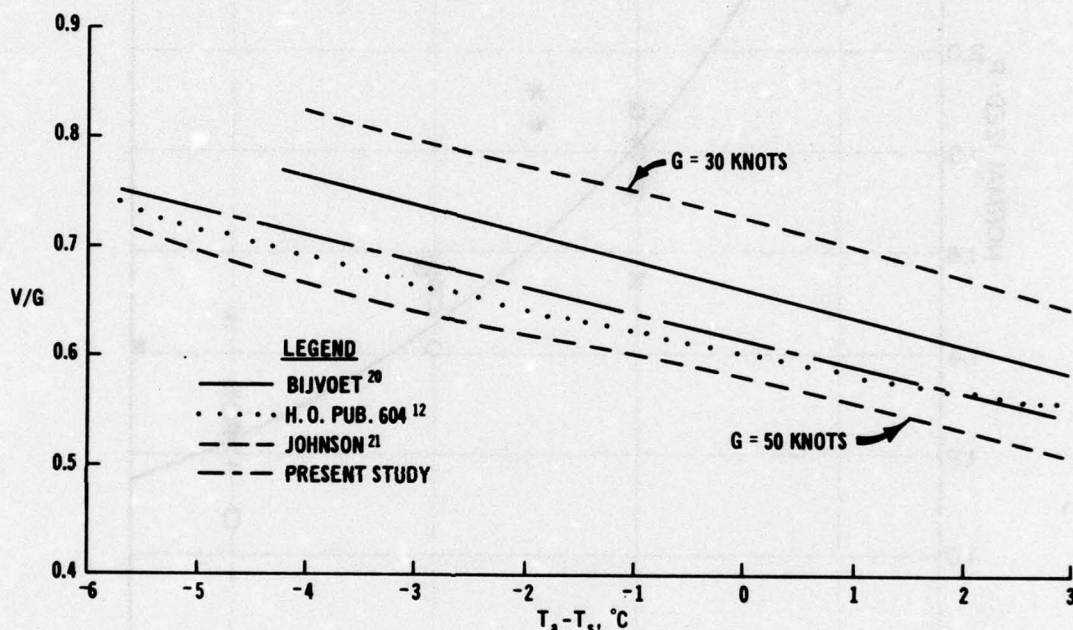 0.9
0.8
0.7
0.6
0.5
0.4
V/G
G = 30 KNOTS
LEGEND
BIJVOET 20
H.O. PUB. 604 12
JOHNSON 21
PRESENT STUDY
G = 50 KNOTS
-6 -5 -4 -3 -2 -1 0 1 2 3
Ta-Ts, °C